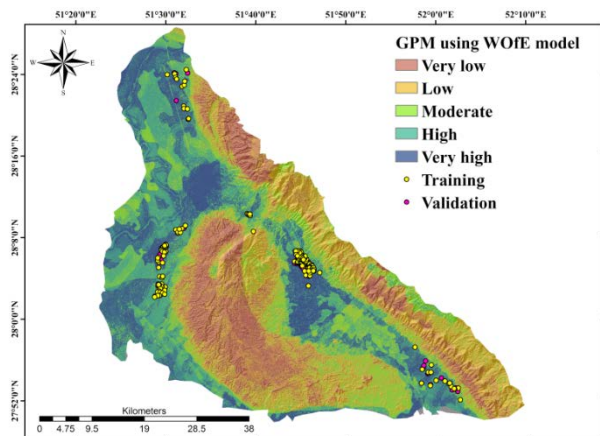 51°20'0"E 51°30'0"E 51°40'0"E 51°50'0"E 52°0'0"E 52°10'0"E
N
W E
S
GPM using WOfE model
Very low
Low
Moderate
High
Very high
Training
Validation
28°24'0"N
28°16'0"N
28°8'0"N
28°0'0"N
27°52'0"N
Kilometers
0 4.75 9.5 19 28.5 38